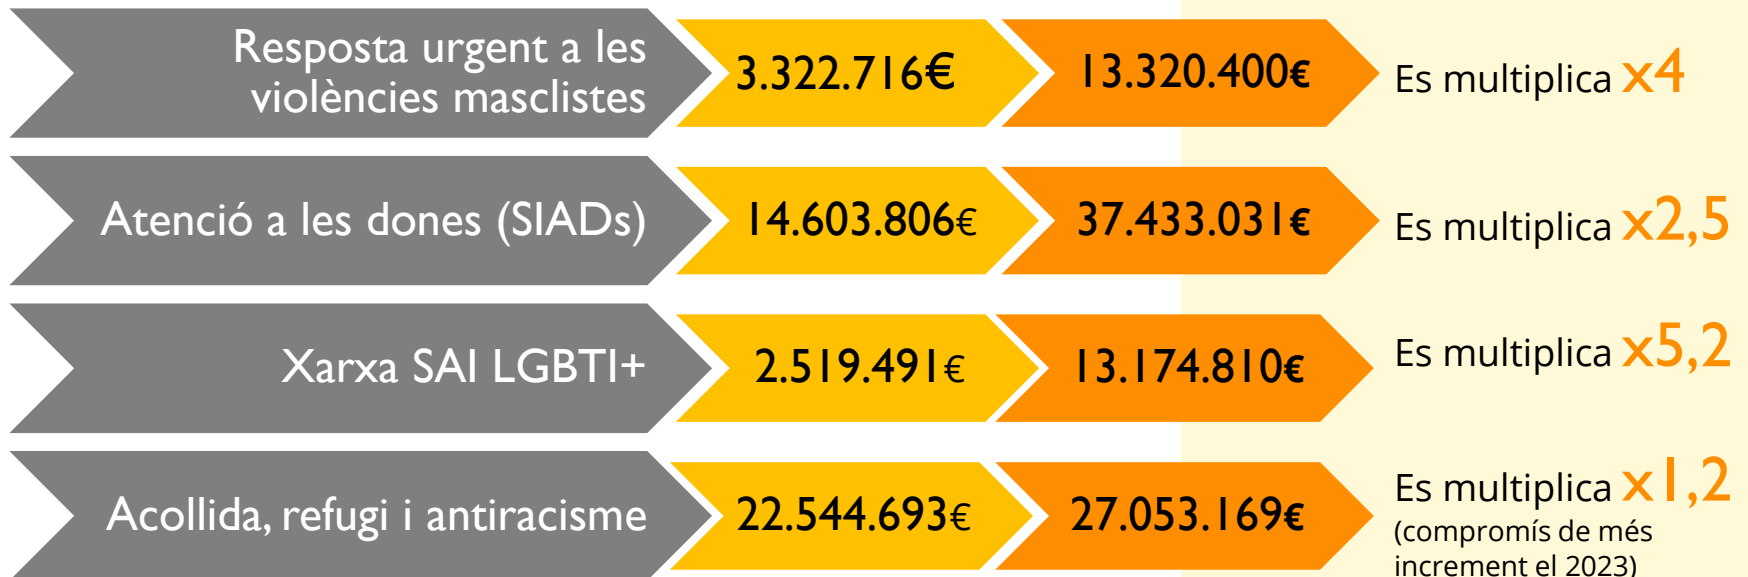 Resposta urgent a les
violències masclistes
3.322.716€
13.320.400€
Es multiplica x4
Atenció a les dones (SIADs)
14.603.806€
37.433.031€
Es multiplica x2,5
Xarxa SAI LGBTI+
2.519.491€
13.174.810€
Es multiplica x5,2
Acollida, refugi i antiracisme
22.544.693€
27.053.169€
Es multiplica x1,2
(compromís de més
increment el 2023)